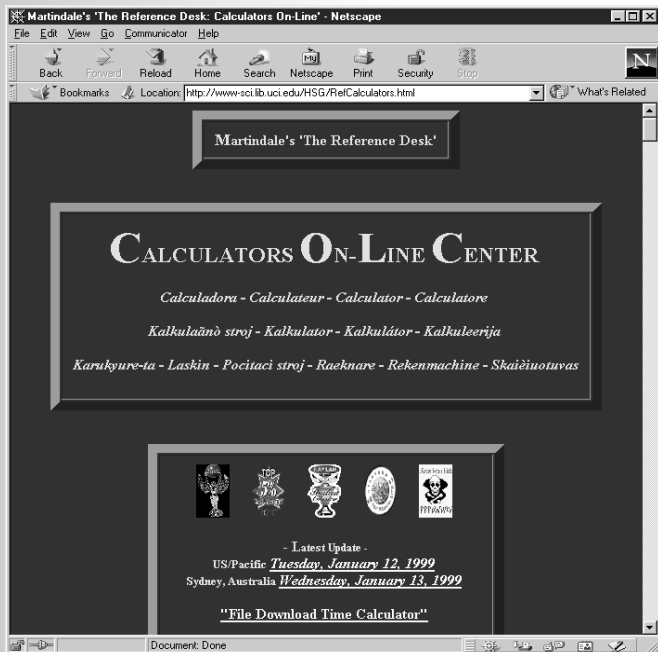 Martindale's 'The Reference Desk: Calculators On-Line' - Netscape
File Edit View Go Communicator Help
Back Forward Reload Home Search Netscape Print Security Stop
Bookmarks Location: http://www-sci.lib.uci.edu/HSG/RefCalculators.html What's Related
Martindale's 'The Reference Desk'
CALCULATORS ON-LINE CENTER
Calculadora - Calculateur - Calculator - Calculatore
Kalkulaänò stroj - Kalkulator - Kalkulátor - Kalkuleerija
Karukyure-ta - Laskin - Pocitaci stroj - Raeknare - Rekenmachine - Skaièiuotuvas
- Latest Update -
US/Pacific Tuesday, January 12, 1999
Sydney, Australia Wednesday, January 13, 1999
"File Download Time Calculator"
Document: Done